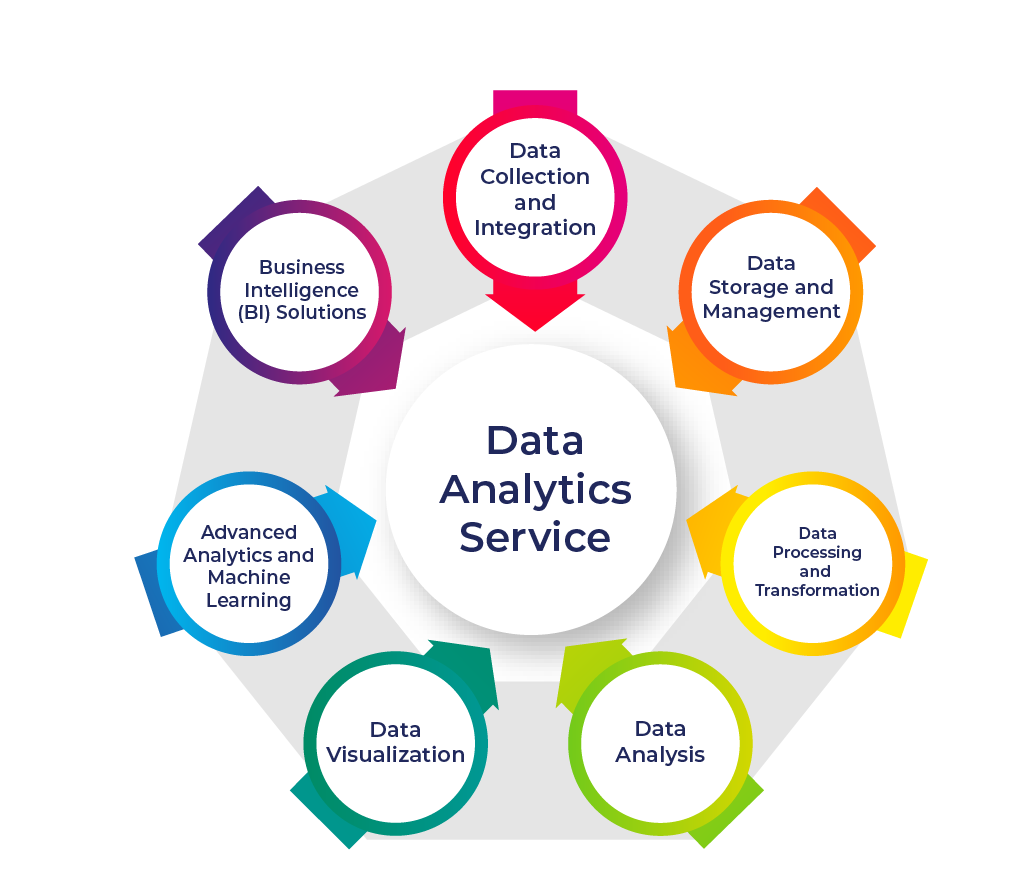 Data
Collection
and
Integration
Data
Storage and
Management
Data
Processing
and
Transformation
Data
Analysis
Data
Visualization
Advanced
Analytics and
Machine
Learning
Business
Intelligence
(BI) Solutions
Data
Analytics
Service